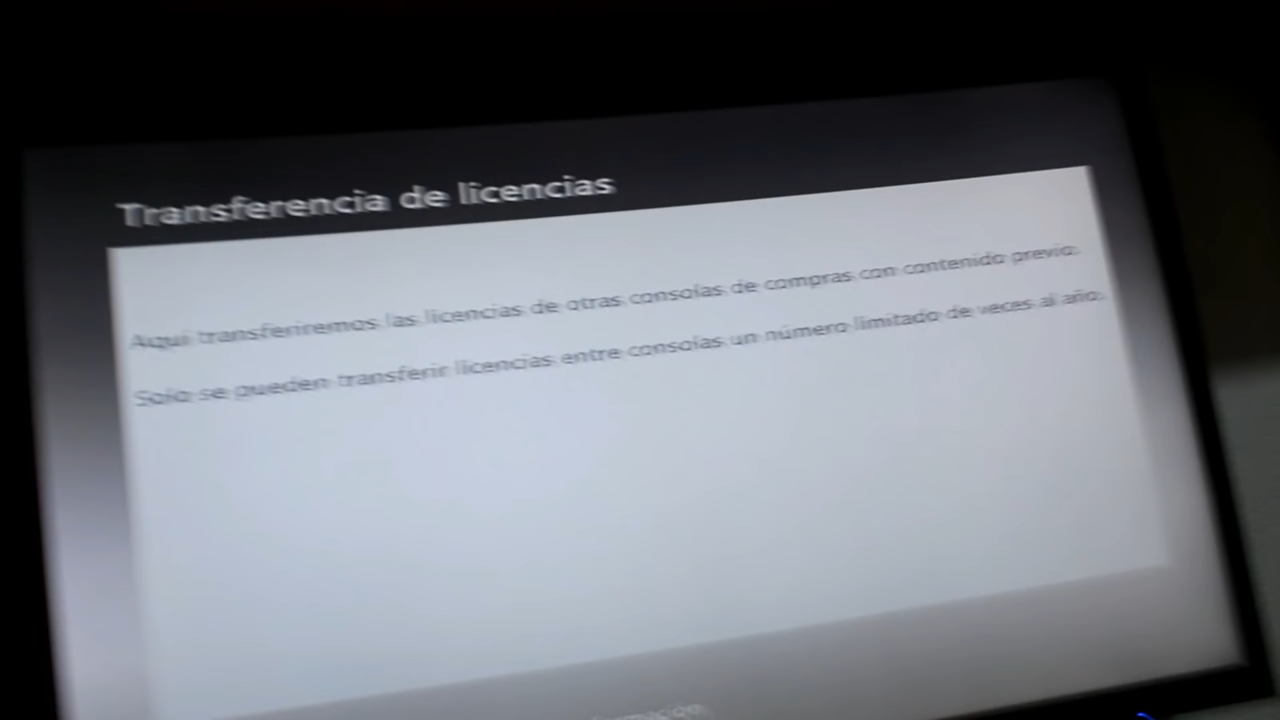 Transferencia de licencias
Aquí transferiremos las licencias de otras consolas de compras con contenido previo.
Solo se pueden transferir licencias entre consolas un número limitado de veces al año.